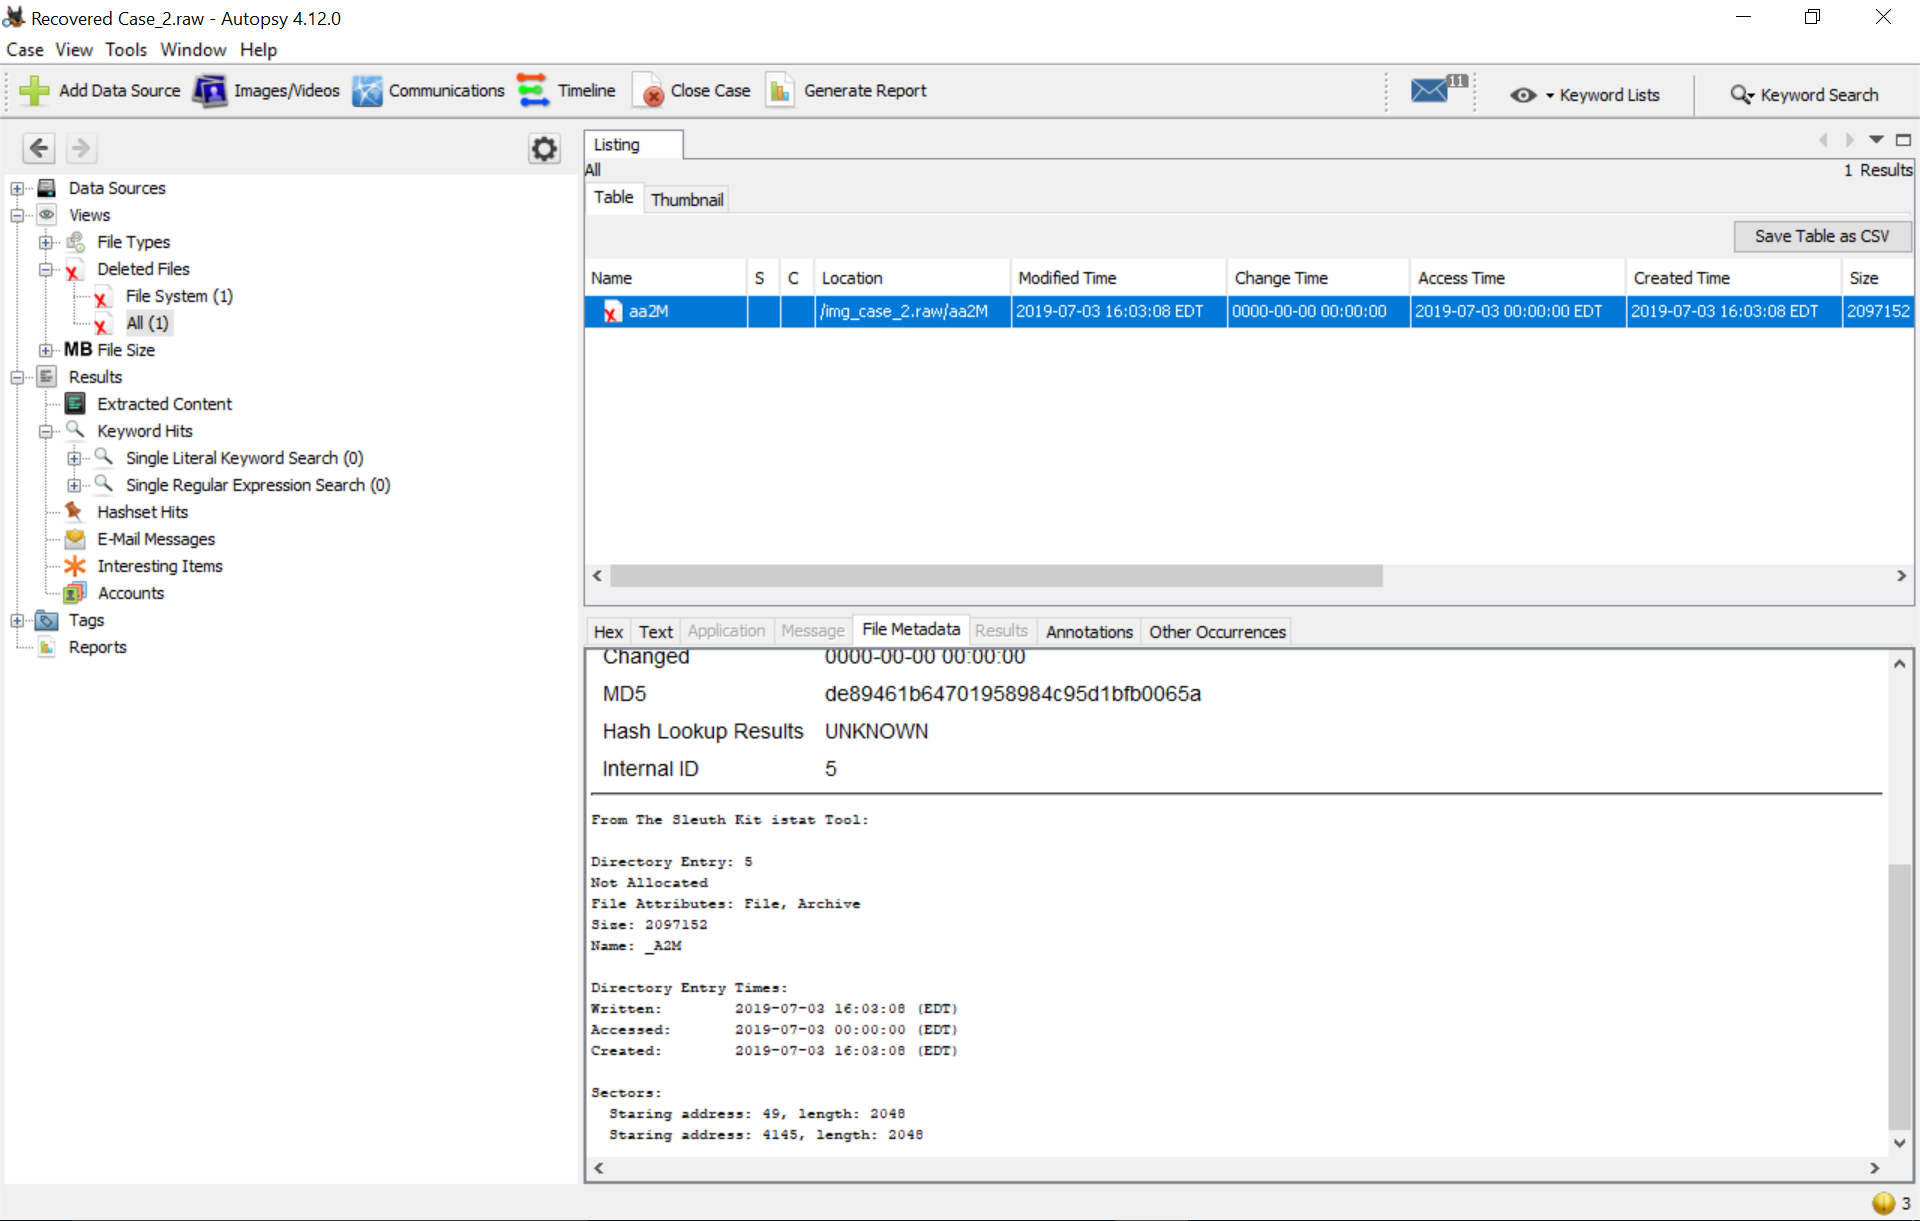 Recovered Case_2.raw - Autopsy 4.12.0
Case View Tools Window Help
Add Data Source Images/Videos Communications Timeline Close Case Generate Report 11 Keyword Lists Keyword Search
Listing
All 1 Results
Table Thumbnail
Save Table as CSV
Name S C Location Modified Time Change Time Access Time Created Time Size
aa2M /img_case_2.raw/aa2M 2019-07-03 16:03:08 EDT 0000-00-00 00:00:00 2019-07-03 00:00:00 EDT 2019-07-03 16:03:08 EDT 2097152
Data Sources
Views
File Types
Deleted Files
File System (1)
All (1)
MB File Size
Results
Extracted Content
Keyword Hits
Single Literal Keyword Search (0)
Single Regular Expression Search (0)
Hashset Hits
E-Mail Messages
Interesting Items
Accounts
Tags
Reports
Hex Text Application Message File Metadata Results Annotations Other Occurrences
Changed 0000-00-00 00:00:00
MD5 de89461b64701958984c95d1bfb0065a
Hash Lookup Results UNKNOWN
Internal ID 5
From The Sleuth Kit istat Tool:
Directory Entry: 5
Not Allocated
File Attributes: File, Archive
Size: 2097152
Name: _A2M
Directory Entry Times:
Written: 2019-07-03 16:03:08 (EDT)
Accessed: 2019-07-03 00:00:00 (EDT)
Created: 2019-07-03 16:03:08 (EDT)
Sectors:
Staring address: 49, length: 2048
Staring address: 4145, length: 2048
3